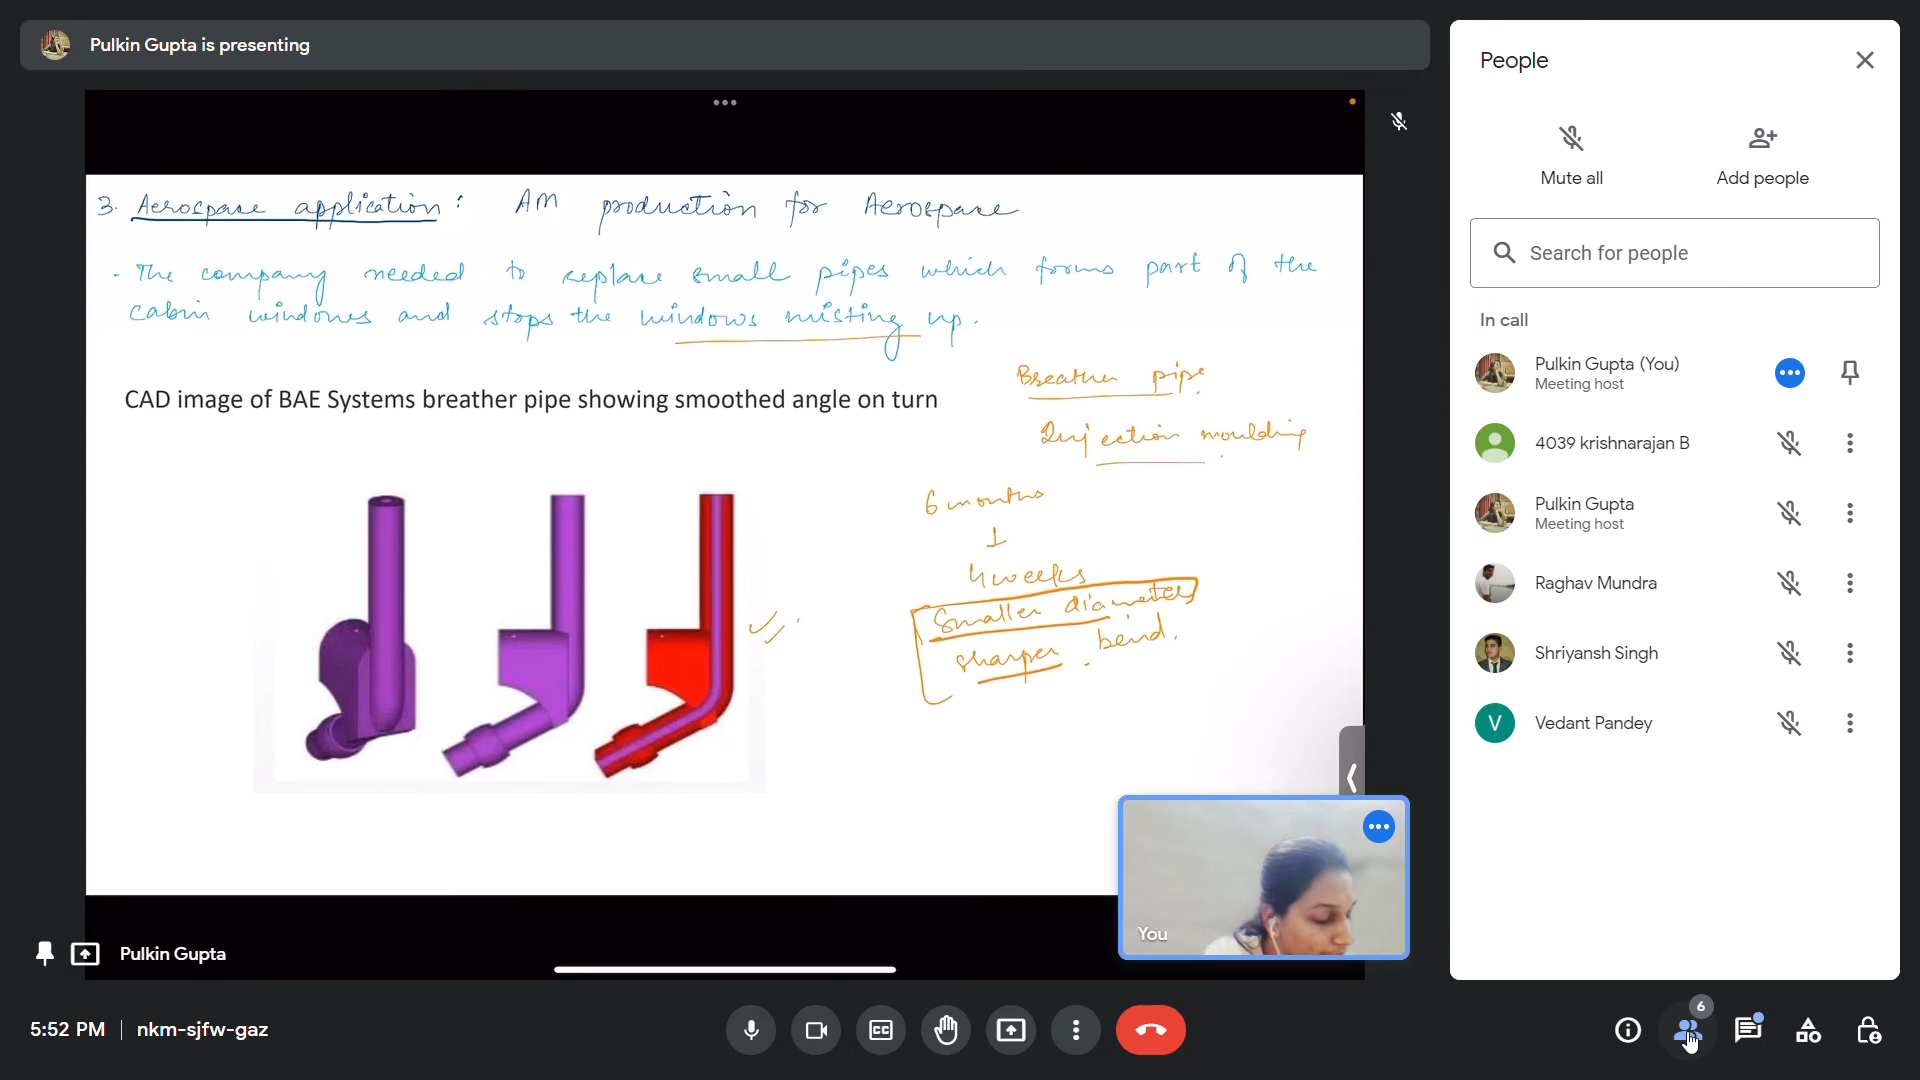 Pulkin Gupta is presenting
3. Aerospace application : AM production for Aerospace
- The company needed to replace small pipes which forms part of the
cabin windows and stops the windows misting up.
Breather pipe
CAD image of BAE Systems breather pipe showing smoothed angle on turn
Injection moulding
6 months
↓
4 weeks
Smaller diameters
sharper bend.
You
Pulkin Gupta
5:52 PM | nkm-sjfw-gaz
CC
6
People
Mute all
Add people
Search for people
In call
Pulkin Gupta (You)
Meeting host
4039 krishnarajan B
Pulkin Gupta
Meeting host
Raghav Mundra
Shriyansh Singh
V Vedant Pandey